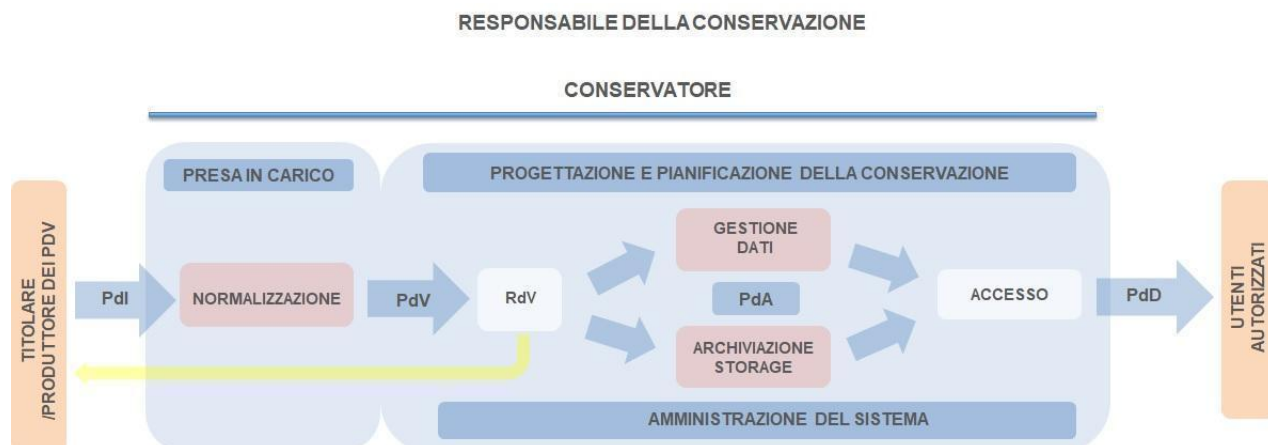 RESPONSABILE DELLA CONSERVAZIONE
CONSERVATORE
PRESA IN CARICO
PROGETTAZIONE E PIANIFICAZIONE DELLA CONSERVAZIONE
TITOLARE
/PRODUTTORE DEI PDV
PdI
NORMALIZZAZIONE
PdV
RdV
GESTIONE
DATI
PdA
ARCHIVIAZIONE
STORAGE
ACCESSO
PdD
UTENTI
AUTORIZZATI
AMMINISTRAZIONE DEL SISTEMA